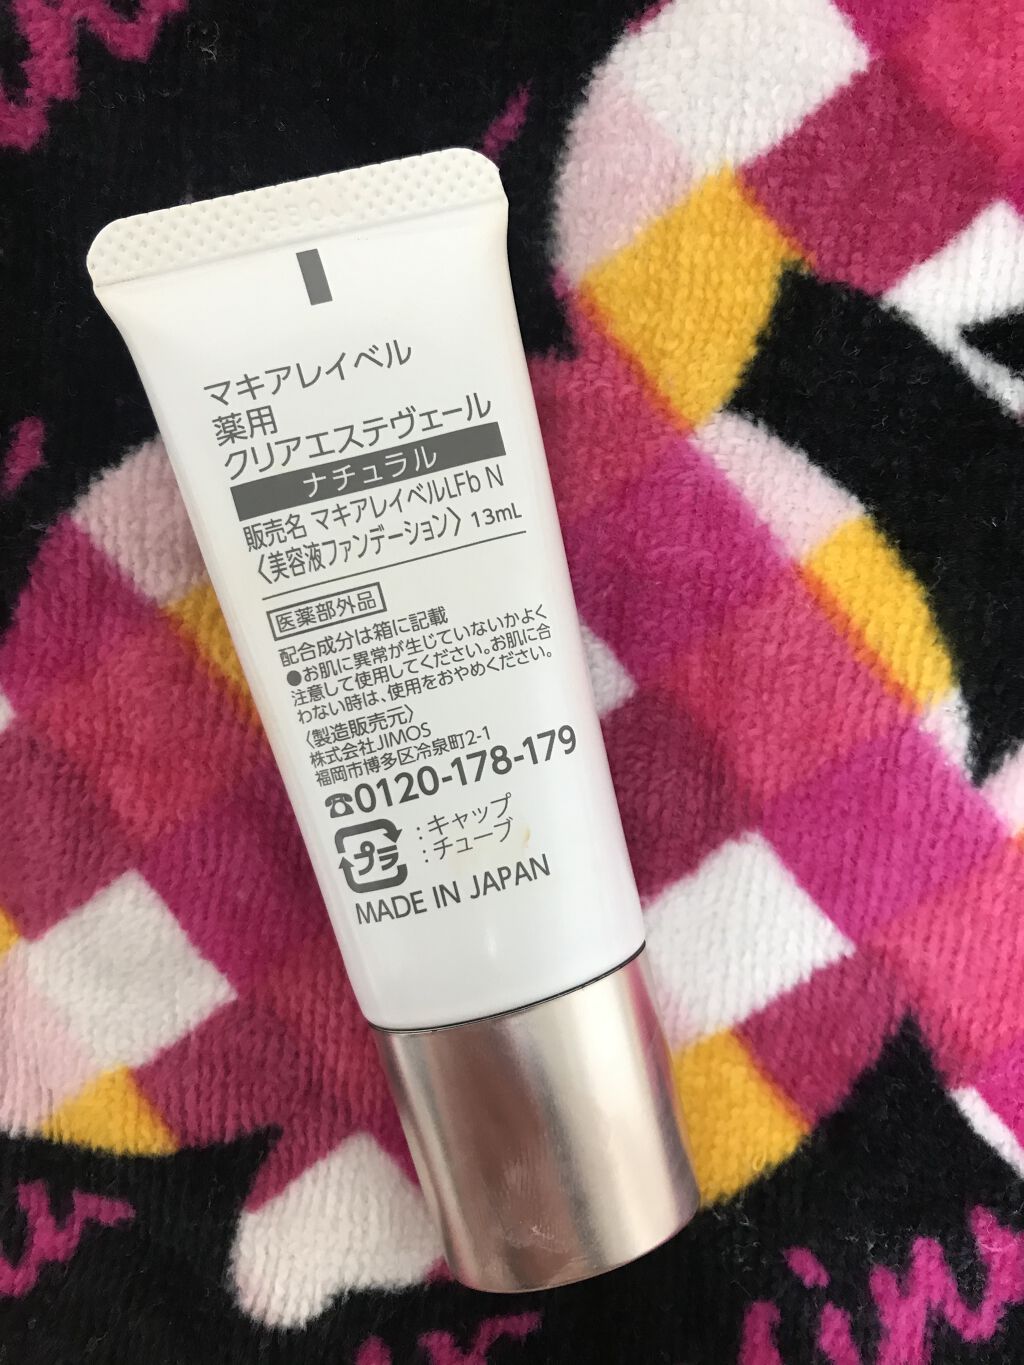 マキアレイベル
薬用
クリアエステヴェール
ナチュラル
販売名 マキアレイベルLFb N
〈美容液ファンデーション〉 13mL
医薬部外品
配合成分は箱に記載
●お肌に異常が生じていないかよく
注意して使用してください。お肌に合
わない時は、使用をおやめください。
〈製造販売元〉
株式会社JIMOS
福岡市博多区冷泉町2-1
☎0120-178-179
プラ
:キャップ
:チューブ
MADE IN JAPAN